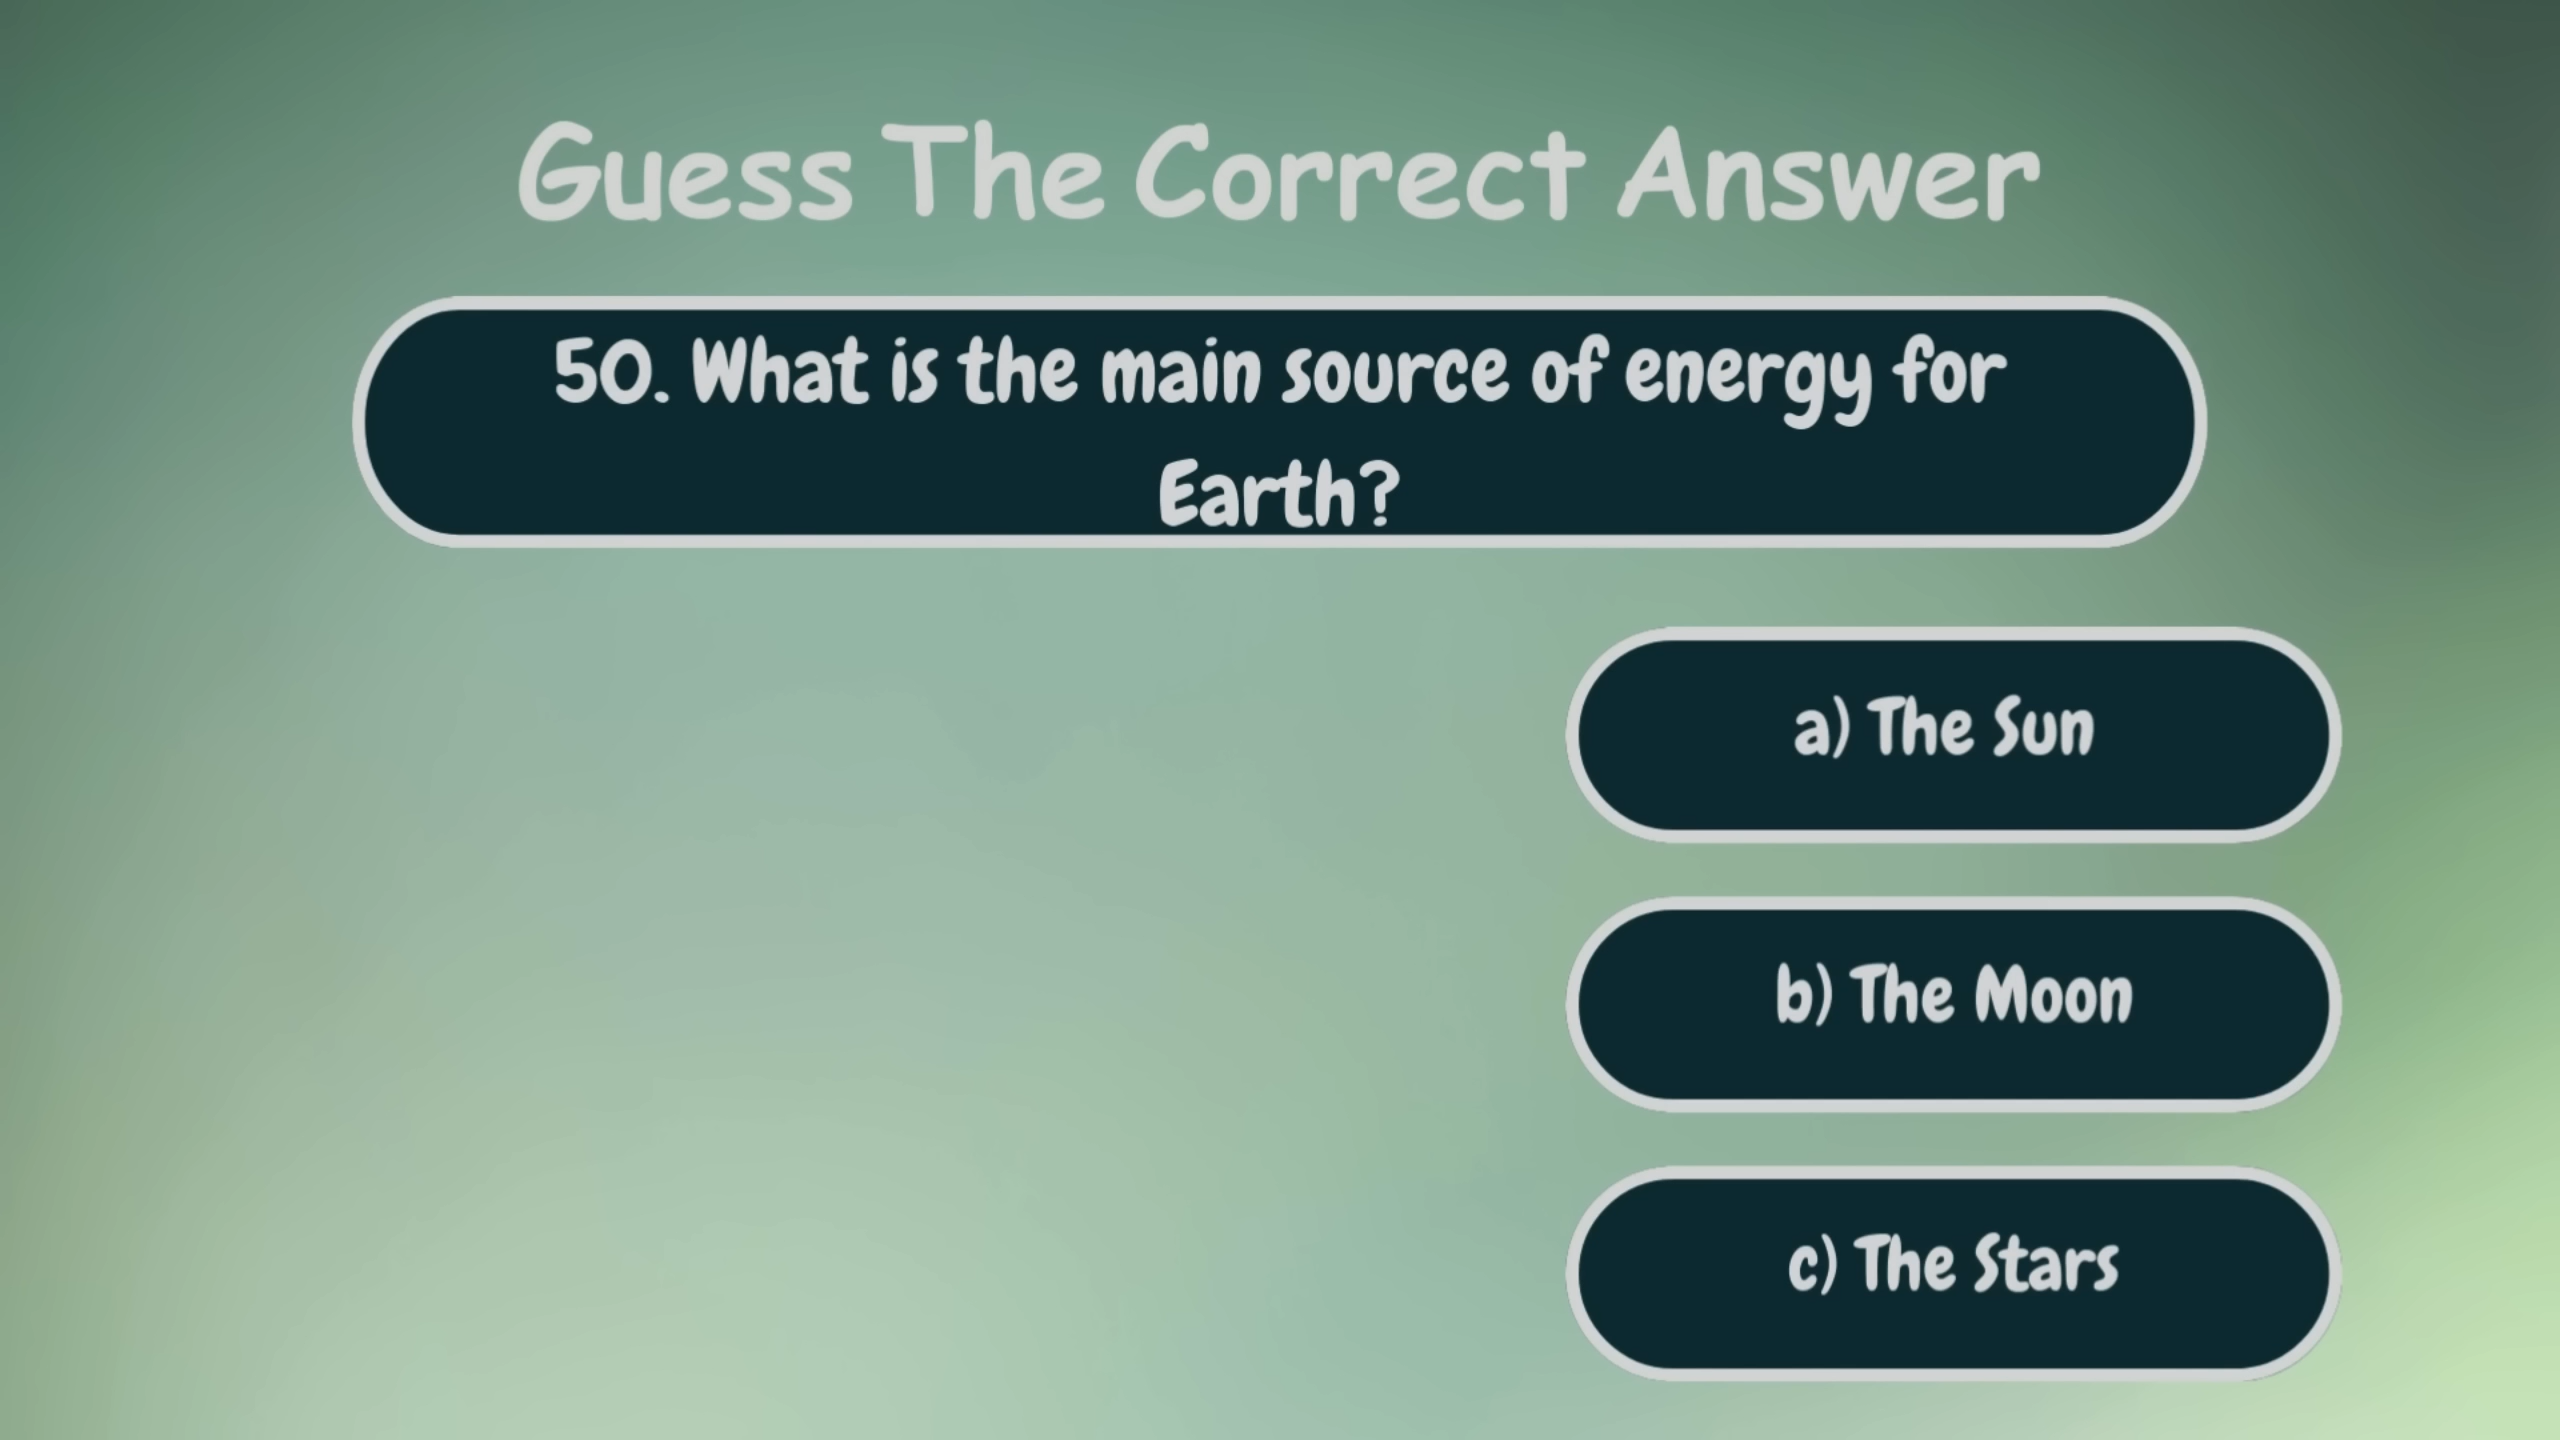 Guess The Correct Answer
50. What is the main source of energy for
Earth?
a) The Sun
b) The Moon
c) The Stars